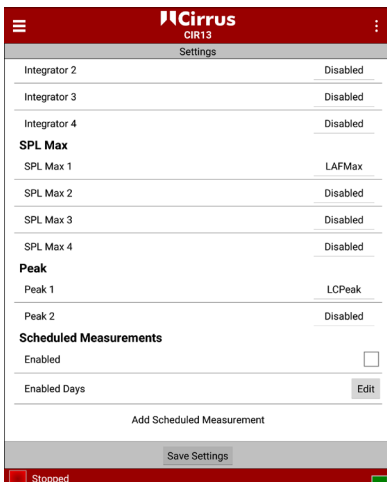 Cirrus
CIR13
Settings
Integrator 2 Disabled
Integrator 3 Disabled
Integrator 4 Disabled
SPL Max
SPL Max 1 LAFMax
SPL Max 2 Disabled
SPL Max 3 Disabled
SPL Max 4 Disabled
Peak
Peak 1 LCPeak
Peak 2 Disabled
Scheduled Measurements
Enabled
Enabled Days Edit
Add Scheduled Measurement
Save Settings
Stopped